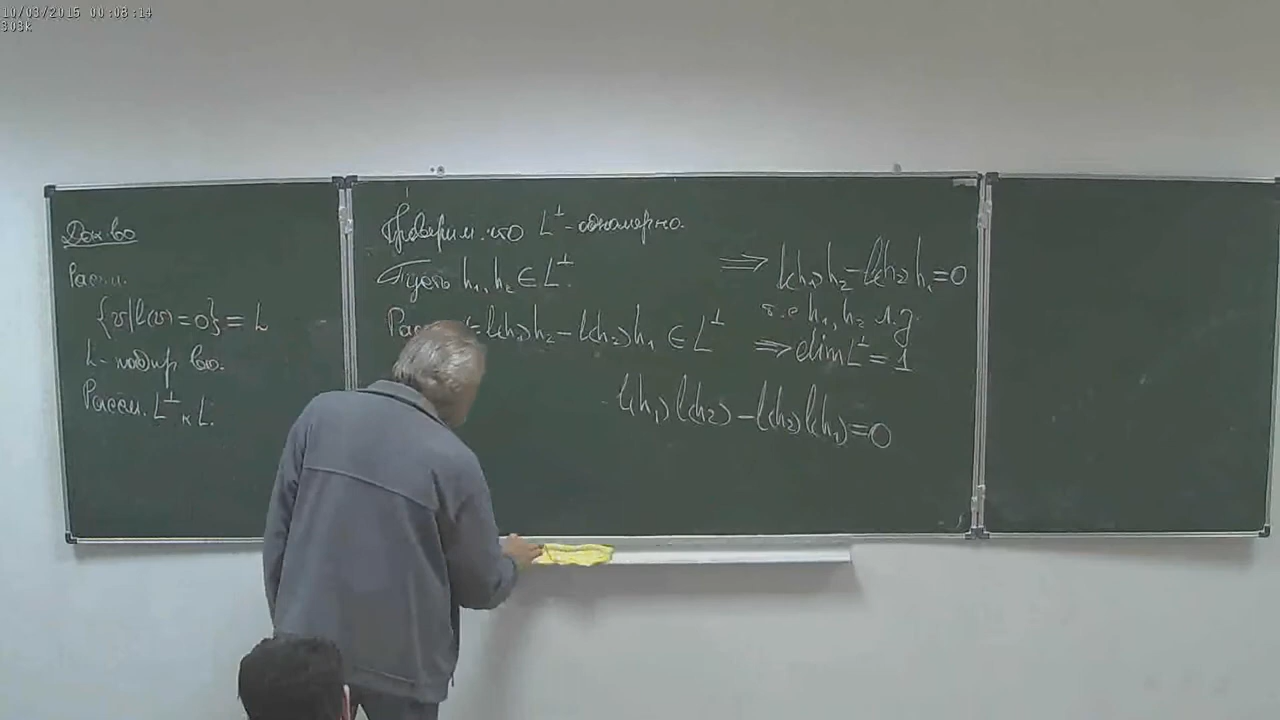 10/03/2015 00:08:14
303k
Док-во
Рассм.
{v|l(v)=0} = L
L - подпр-во.
Рассм. L^⊥ к L.
Проверим, что L^⊥ - одномерно.
Пусть h₁, h₂ ∈ L^⊥.
l(h₁)h₂ - l(h₂)h₁ ∈ L^⊥
l(h₁)l(h₂) - l(h₂)l(h₁) = 0
⇒ l(h₁)h₂ - l(h₂)h₁ = 0
т.е h₁, h₂ л.з.
⇒ dim L^⊥ = 1